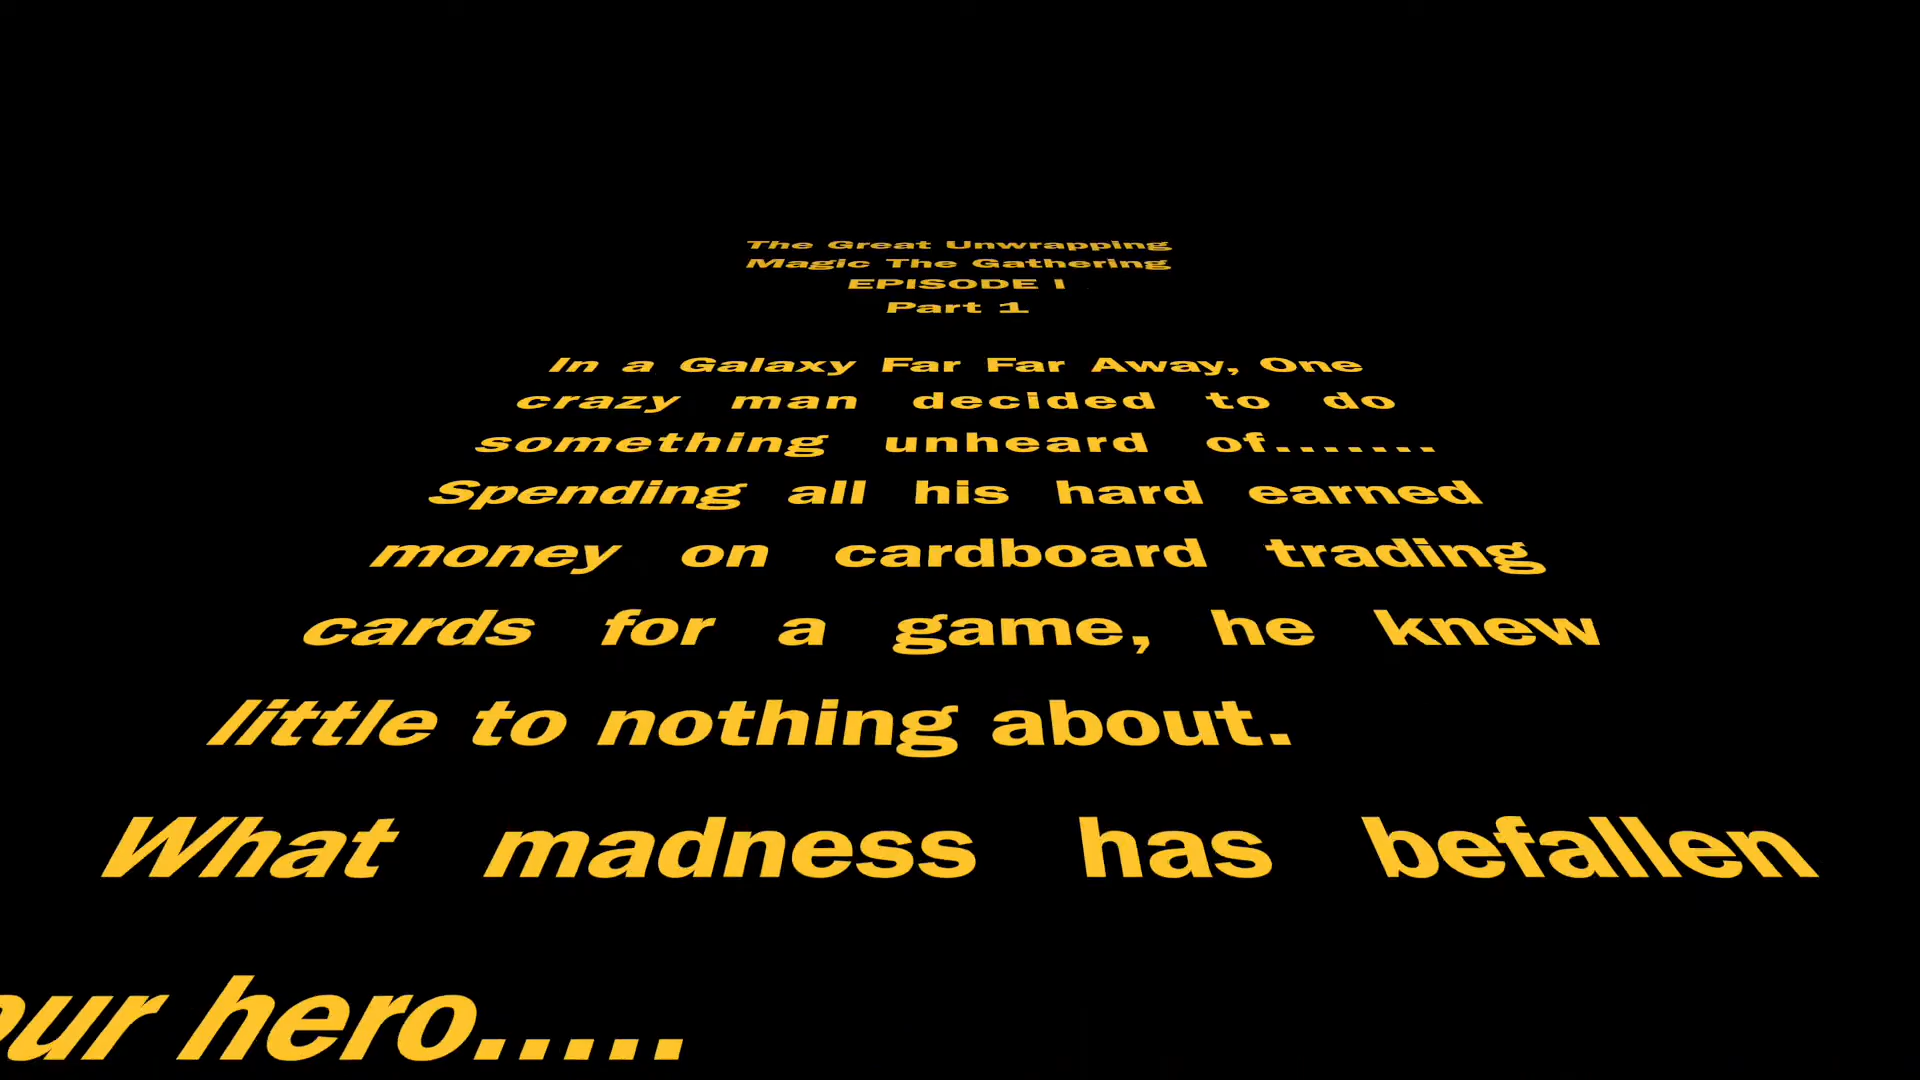 The Great Unwrapping
Magic The Gathering
EPISODE I
Part 1
In a Galaxy Far Far Away, One
crazy man decided to do
something unheard of.......
Spending all his hard earned
money on cardboard trading
cards for a game, he knew
little to nothing about.
What madness has befallen
our hero.....